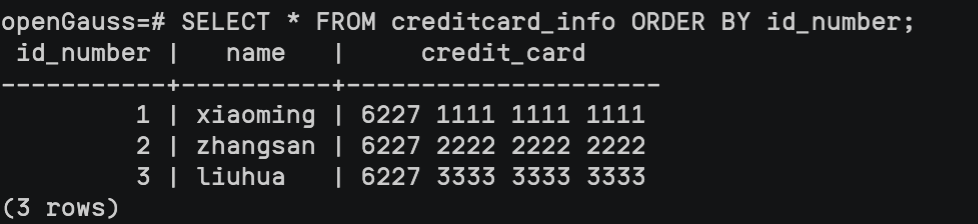 openGauss=# SELECT * FROM creditcard_info ORDER BY id_number;
 id_number |   name   |     credit_card
-----------+----------+---------------------
         1 | xiaoming | 6227 1111 1111 1111
         2 | zhangsan | 6227 2222 2222 2222
         3 | liuhua   | 6227 3333 3333 3333
(3 rows)